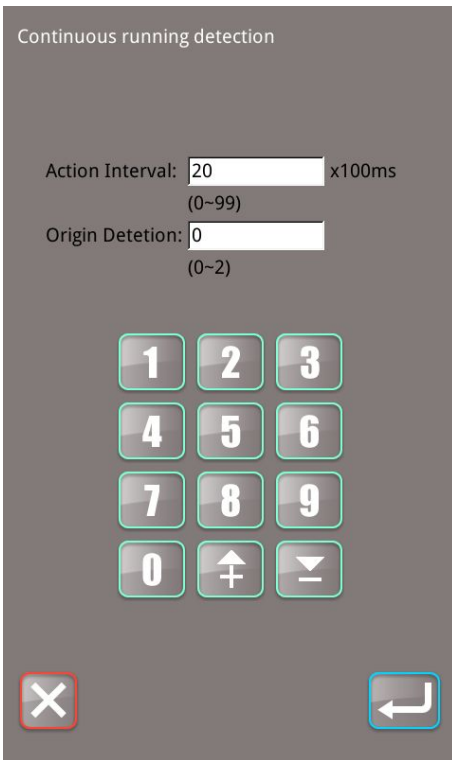 Continuous running detection
Action Interval: 20 x100ms
(0~99)
Origin Detetion: 0
(0~2)
1 2 3
4 5 6
7 8 9
0 + −